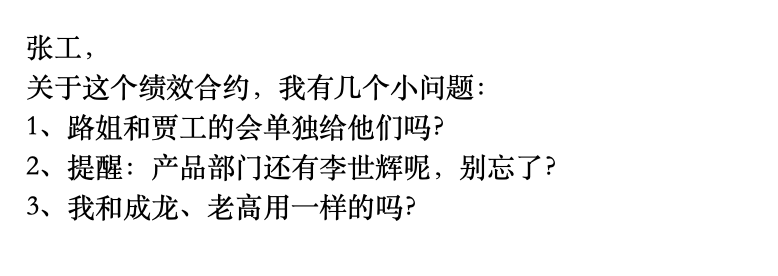 张工，
关于这个绩效合约，我有几个小问题：
1、路姐和贾工的会单独给他们吗？
2、提醒：产品部门还有李世辉呢，别忘了？
3、我和成龙、老高用一样的吗？